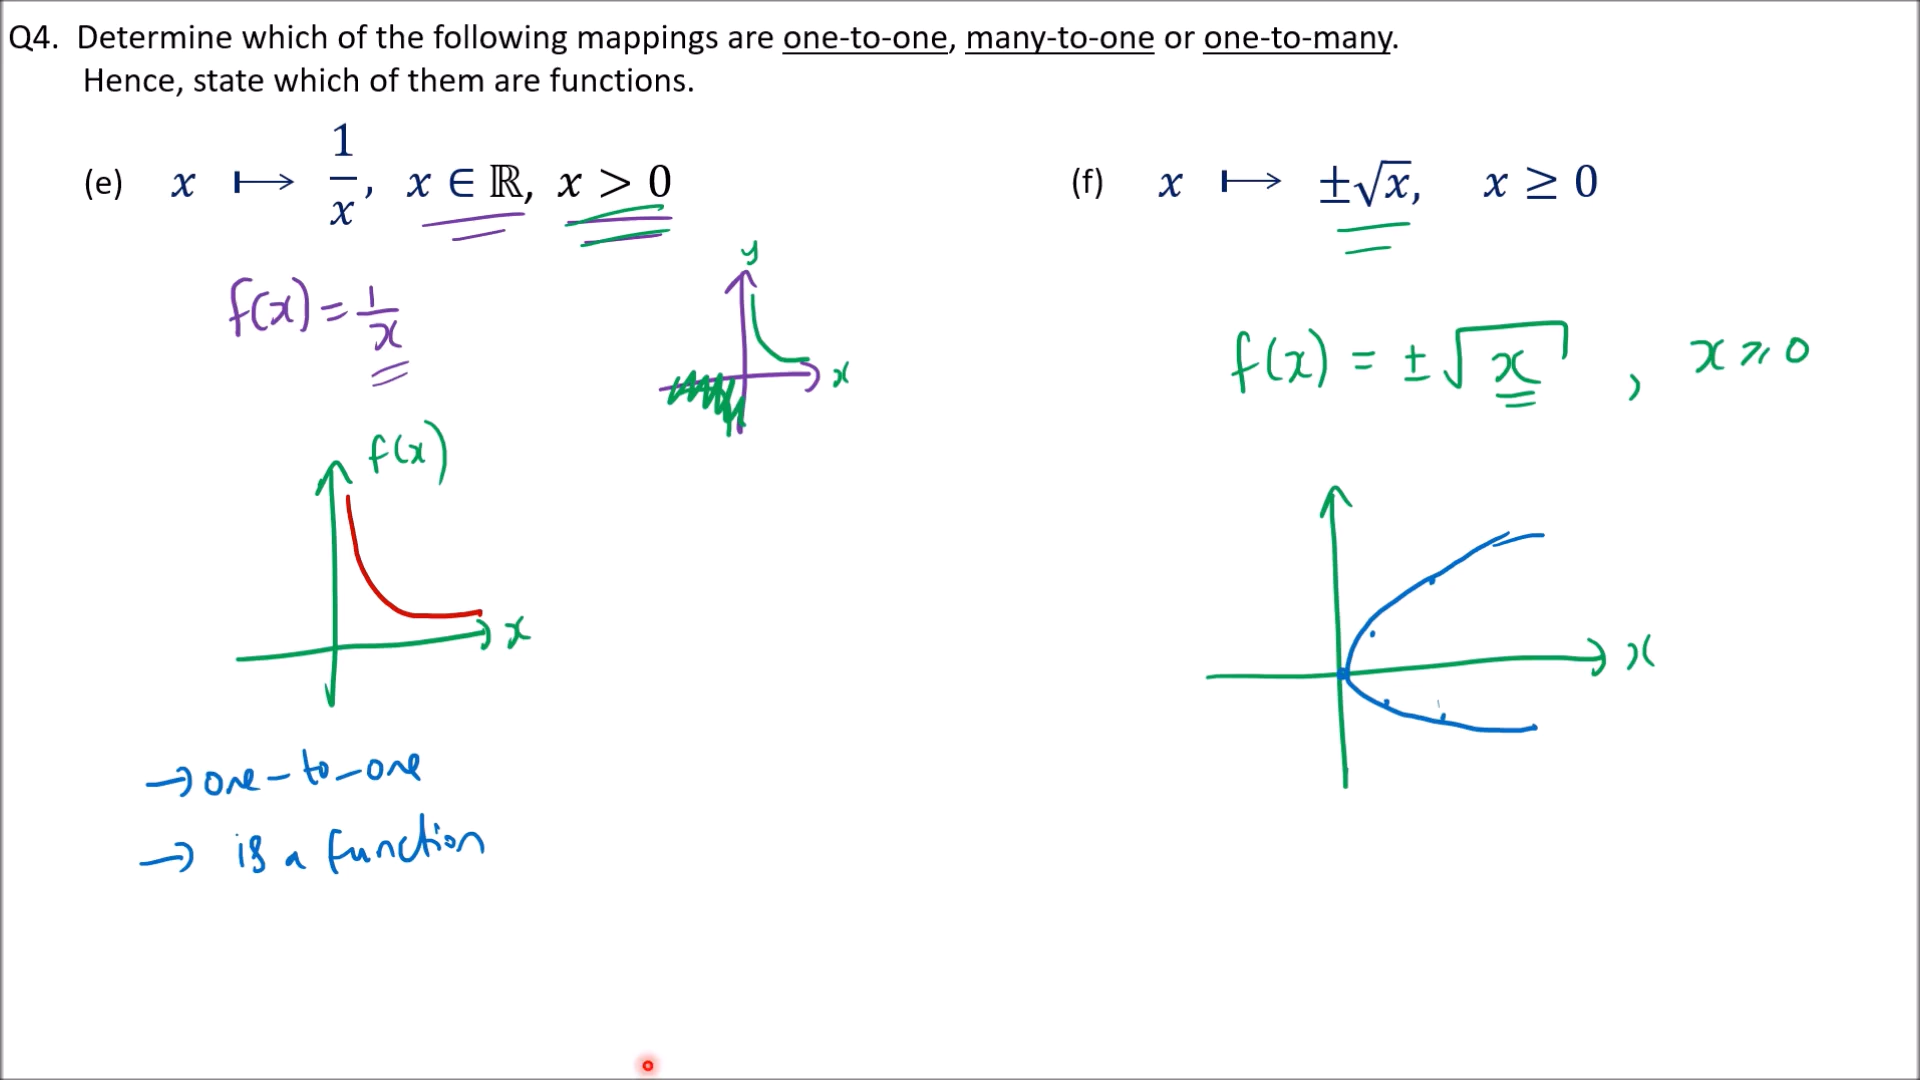 Q4. Determine which of the following mappings are one-to-one, many-to-one or one-to-many.
Hence, state which of them are functions.
(e) x ⟼ 1/x, x ∈ ℝ, x > 0
f(x) = 1/x
y
x
f(x)
x
→ one-to-one
→ is a function
(f) x ⟼ ±√x, x ≥ 0
f(x) = ±√x , x ≥ 0
x